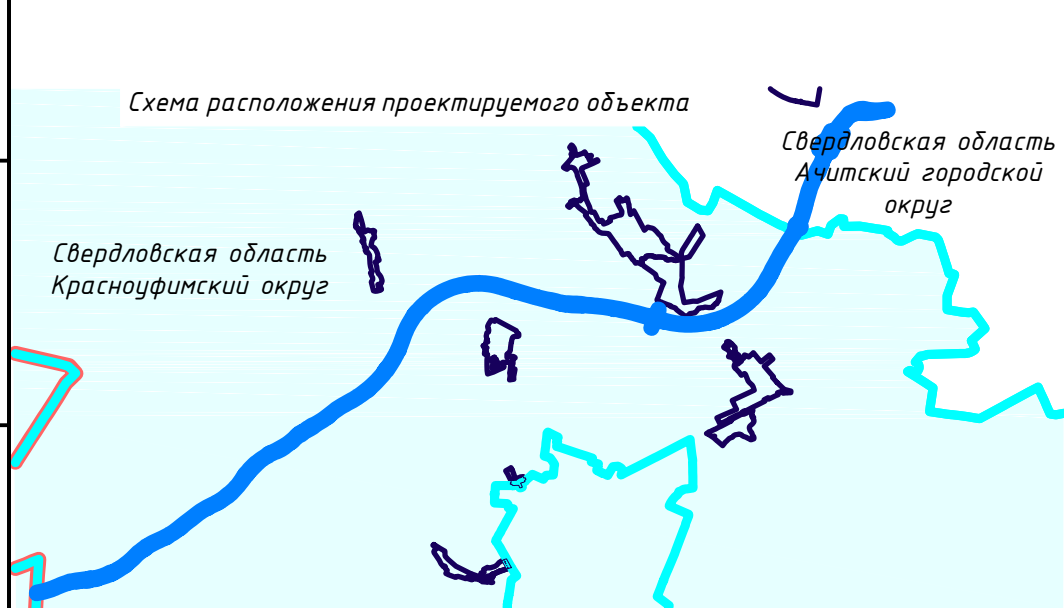 Схема расположения проектируемого объекта
Свердловская область
Ачитский городской
округ
Свердловская область
Красноуфимский округ